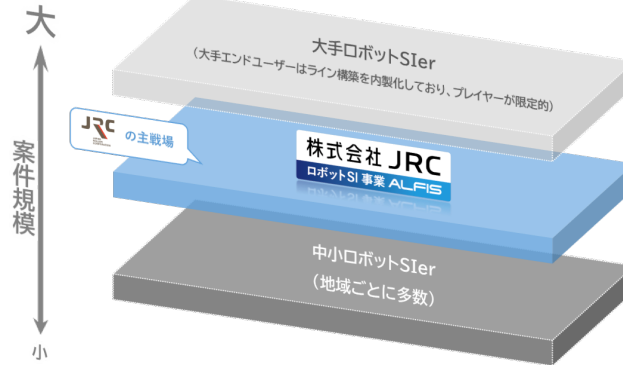 大
大手ロボットSIer
（大手エンドユーザーはライン構築を内製化しており、プレイヤーが限定的）
JRC の主戦場
株式会社 JRC
ロボットSI 事業 ALFIS
案件規模
中小ロボットSIer
（地域ごとに多数）
小